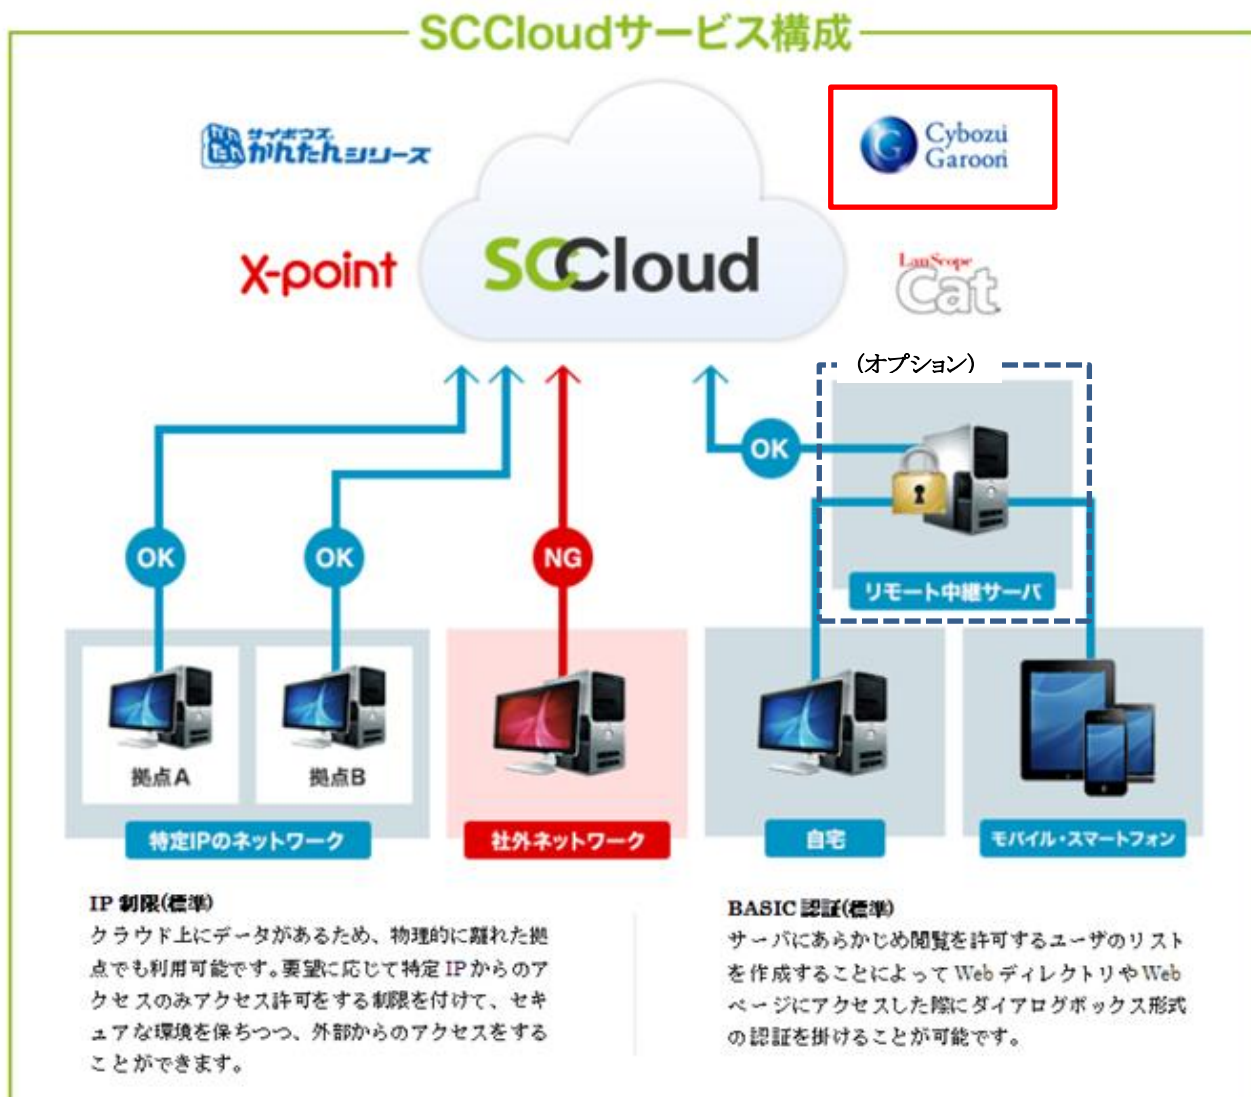 SCCloudサービス構成
サイボウズ
かんたんシリーズ
Cybozu
Garoon
X-point
SCCloud
LanScope
Cat
(オプション)
OK
OK
OK
NG
リモート中継サーバ
拠点A
拠点B
特定IPのネットワーク
社外ネットワーク
自宅
モバイル・スマートフォン
IP 制限(標準)
クラウド上にデータがあるため、物理的に離れた拠
点でも利用可能です。要望に応じて特定 IP からのア
クセスのみアクセス許可をする制限を付けて、セキ
ュアな環境を保ちつつ、外部からのアクセスをする
ことができます。
BASIC 認証(標準)
サーバにあらかじめ閲覧を許可するユーザのリスト
を作成することによって Web ディレクトリや Web
ページにアクセスした際にダイアログボックス形式
の認証を掛けることが可能です。